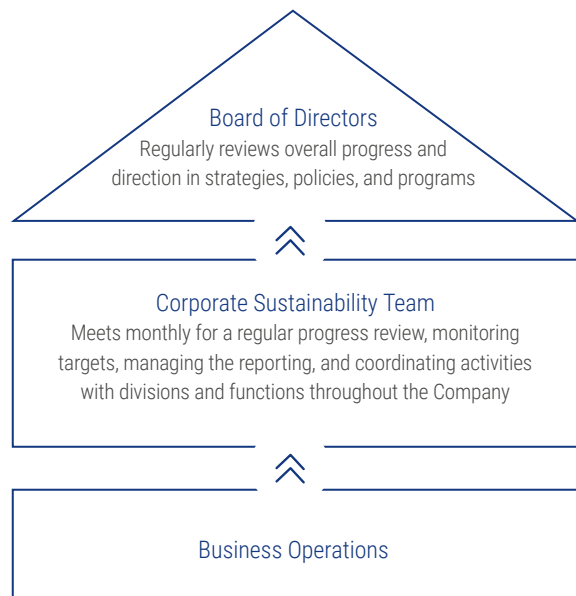 Board of Directors
Regularly reviews overall progress and
direction in strategies, policies, and programs
Corporate Sustainability Team
Meets monthly for a regular progress review, monitoring
targets, managing the reporting, and coordinating activities
with divisions and functions throughout the Company
Business Operations